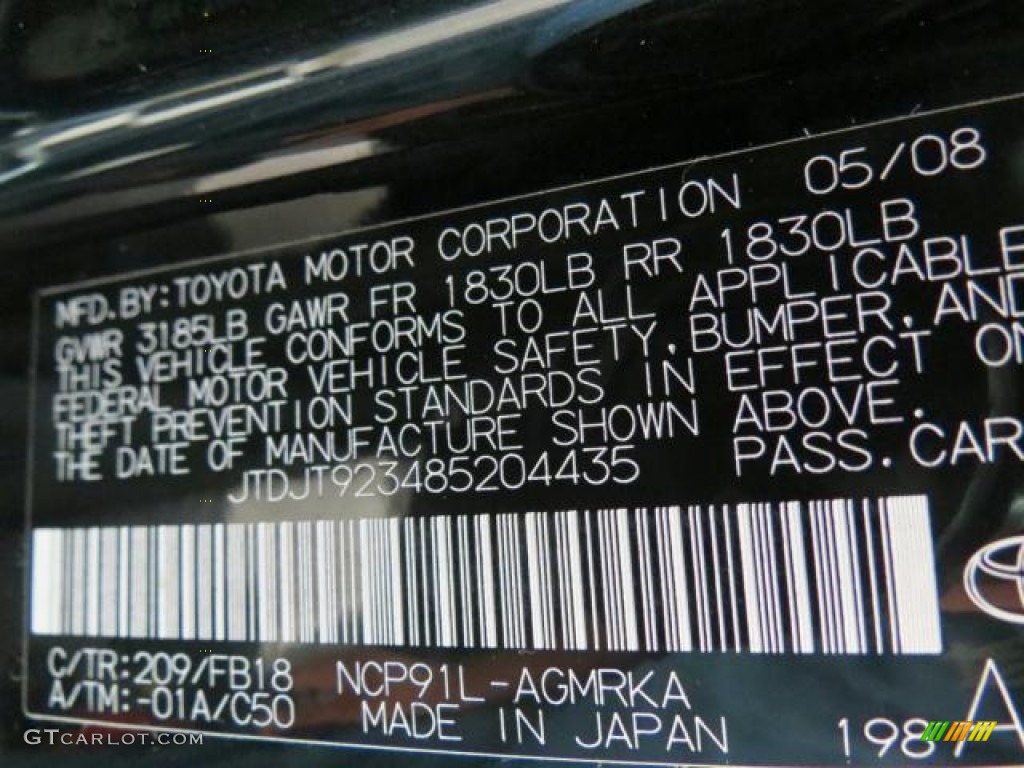 MFD.BY:TOYOTA MOTOR CORPORATION 05/08
GVWR 3185LB GAWR FR 1830LB RR 1830LB
THIS VEHICLE CONFORMS TO ALL APPLICABLE
FEDERAL MOTOR VEHICLE SAFETY,BUMPER,AND
THEFT PREVENTION STANDARDS IN EFFECT ON
THE DATE OF MANUFACTURE SHOWN ABOVE.
JTDJT923485204435 PASS.CAR
C/TR:209/FB18 NCP91L-AGMRKA
A/TM:-01A/C50 MADE IN JAPAN
198 A
GTCARLOT.COM